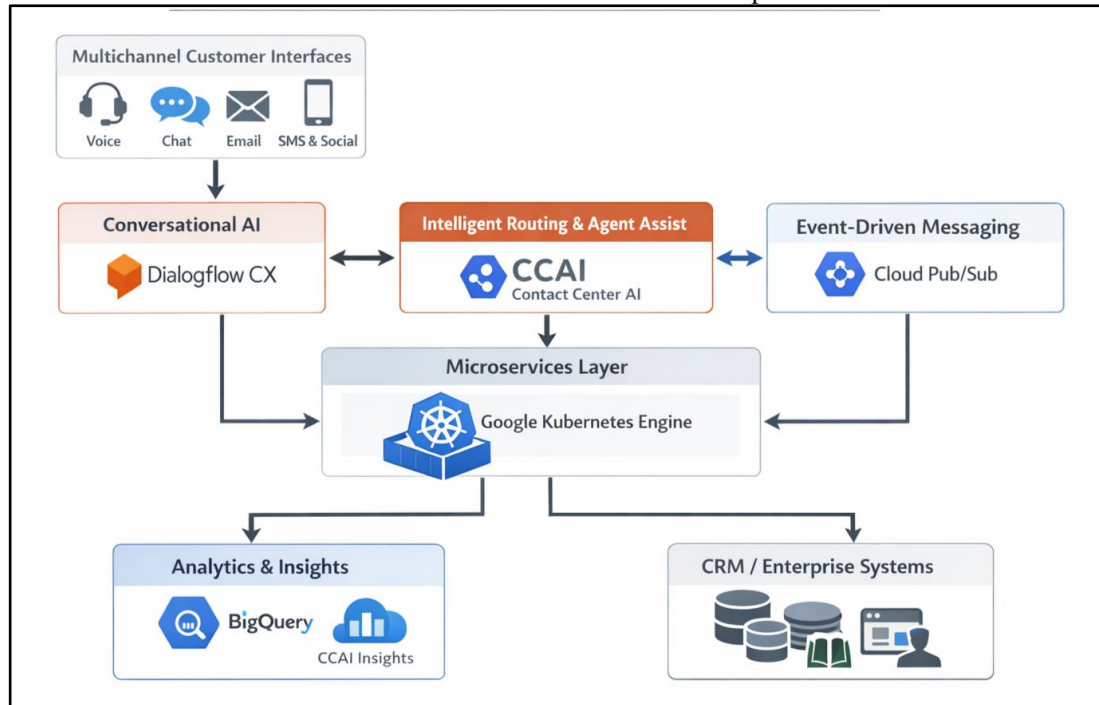 Multichannel Customer Interfaces
Voice
Chat
Email
SMS & Social
Conversational AI
Dialogflow CX
Intelligent Routing & Agent Assist
CCAI
Contact Center AI
Event-Driven Messaging
Cloud Pub/Sub
Microservices Layer
Google Kubernetes Engine
Analytics & Insights
BigQuery
CCAI Insights
CRM / Enterprise Systems